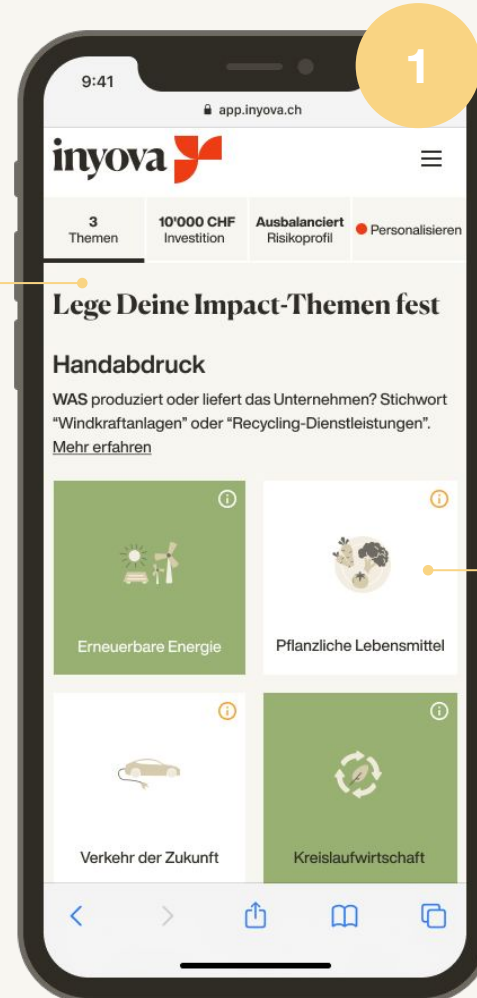 1
9:41
app.inyova.ch
inyova
3
Themen
10'000 CHF
Investition
Ausbalanciert
Risikoprofil
Personalisieren
Lege Deine Impact-Themen fest
Handabdruck
WAS produziert oder liefert das Unternehmen? Stichwort
“Windkraftanlagen” oder “Recycling-Dienstleistungen”.
Mehr erfahren
Erneuerbare Energie
Pflanzliche Lebensmittel
Verkehr der Zukunft
Kreislaufwirtschaft